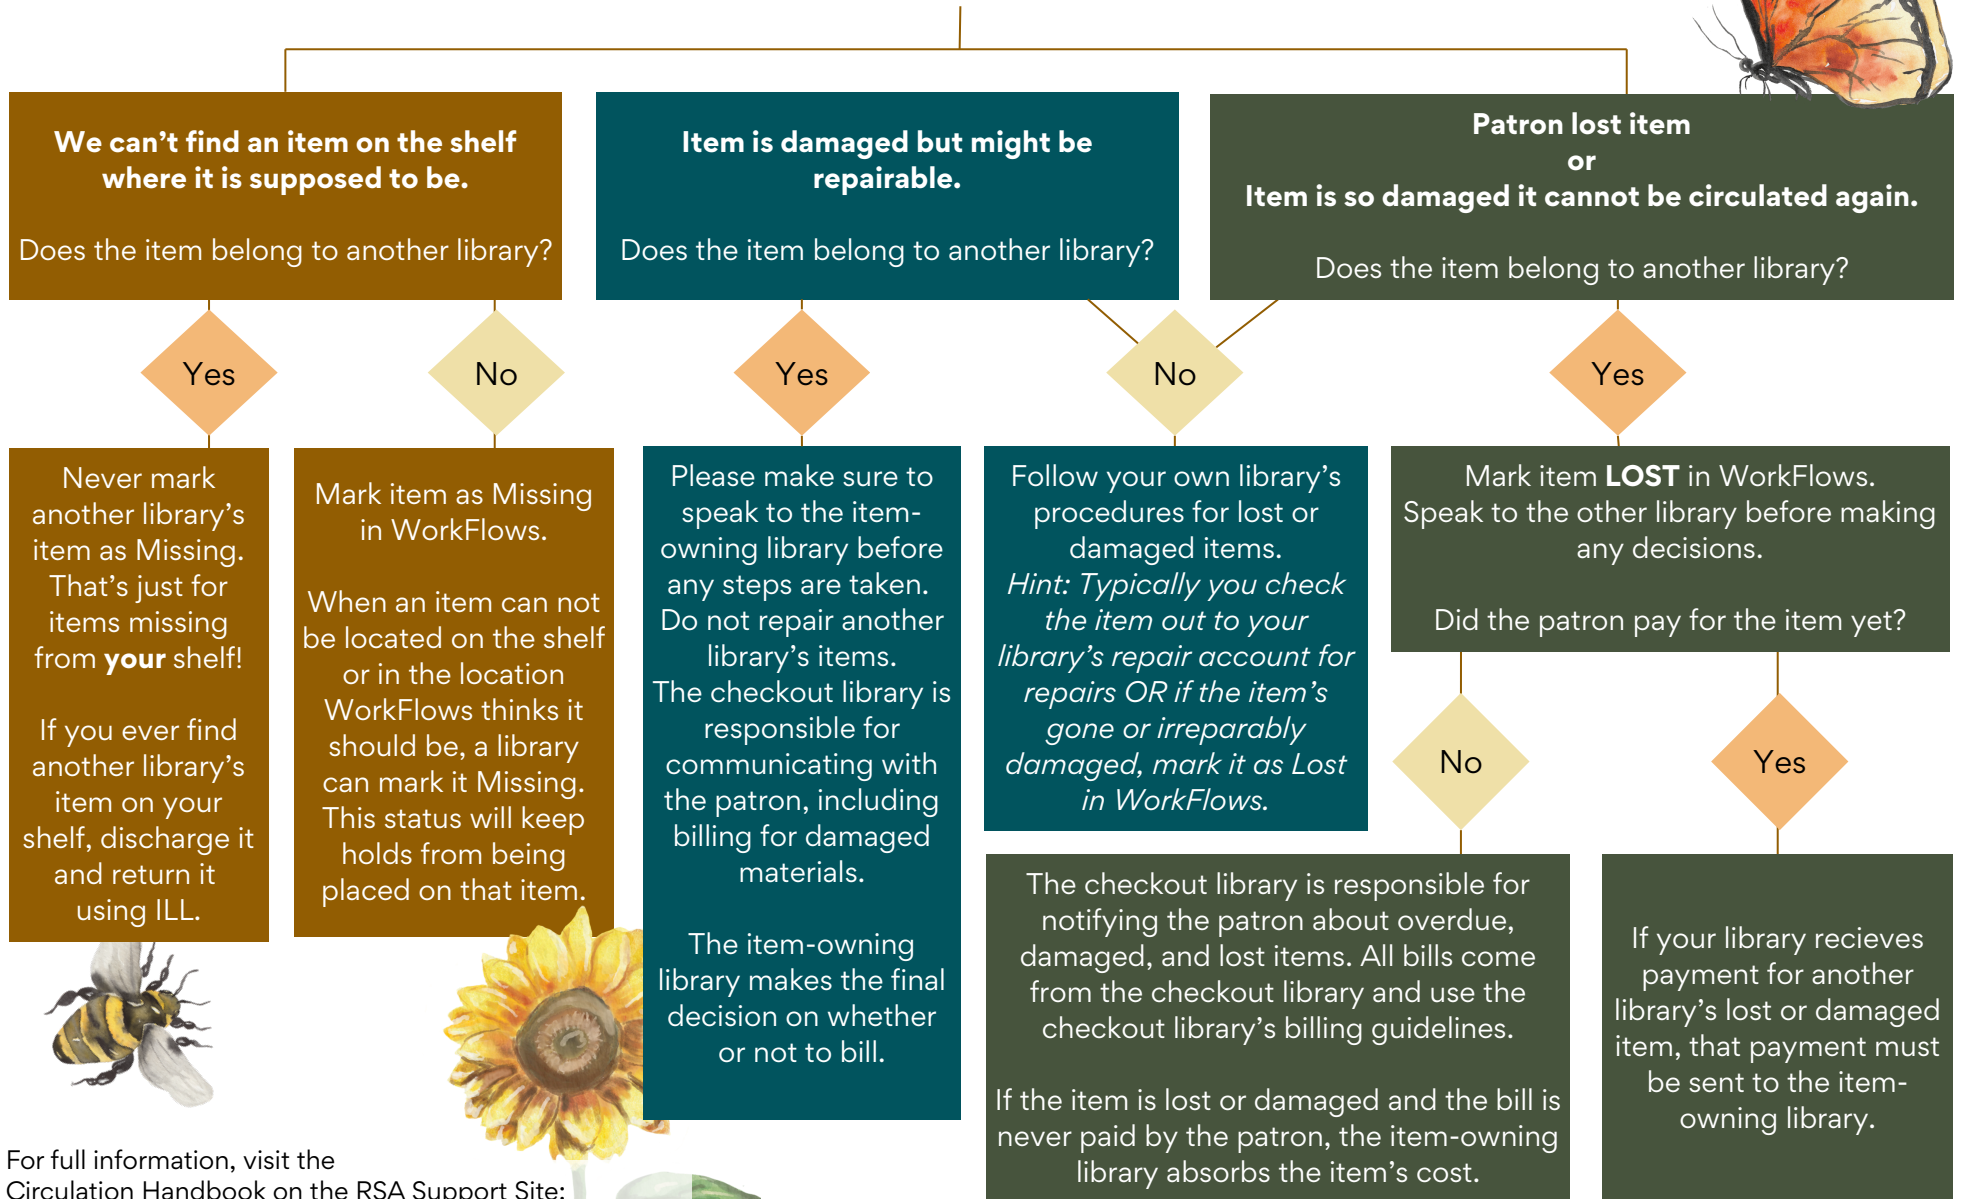 We can't find an item on the shelf
where it is supposed to be.
Does the item belong to another library?
Item is damaged but might be
repairable.
Does the item belong to another library?
Patron lost item
or
Item is so damaged it cannot be circulated again.
Does the item belong to another library?
Yes
No
Yes
No
Yes
Never mark
another library's
item as Missing.
That's just for
items missing
from your shelf!
If you ever find
another library's
item on your
shelf, discharge it
and return it
using ILL.
Mark item as Missing
in WorkFlows.
When an item can not
be located on the shelf
or in the location
WorkFlows thinks it
should be, a library
can mark it Missing.
This status will keep
holds from being
placed on that item.
Please make sure to
speak to the item-
owning library before
any steps are taken.
Do not repair another
library's items.
The checkout library is
responsible for
communicating with
the patron, including
billing for damaged
materials.
The item-owning
library makes the final
decision on whether
or not to bill.
Follow your own library's
procedures for lost or
damaged items.
Hint: Typically you check
the item out to your
library's repair account for
repairs OR if the item's
gone or irreparably
damaged, mark it as Lost
in WorkFlows.
Mark item LOST in WorkFlows.
Speak to the other library before making
any decisions.
Did the patron pay for the item yet?
No
Yes
The checkout library is responsible for
notifying the patron about overdue,
damaged, and lost items. All bills come
from the checkout library and use the
checkout library's billing guidelines.
If the item is lost or damaged and the bill is
never paid by the patron, the item-owning
library absorbs the item's cost.
If your library recieves
payment for another
library's lost or damaged
item, that payment must
be sent to the item-
owning library.
For full information, visit the
Circulation Handbook on the RSA Support Site: